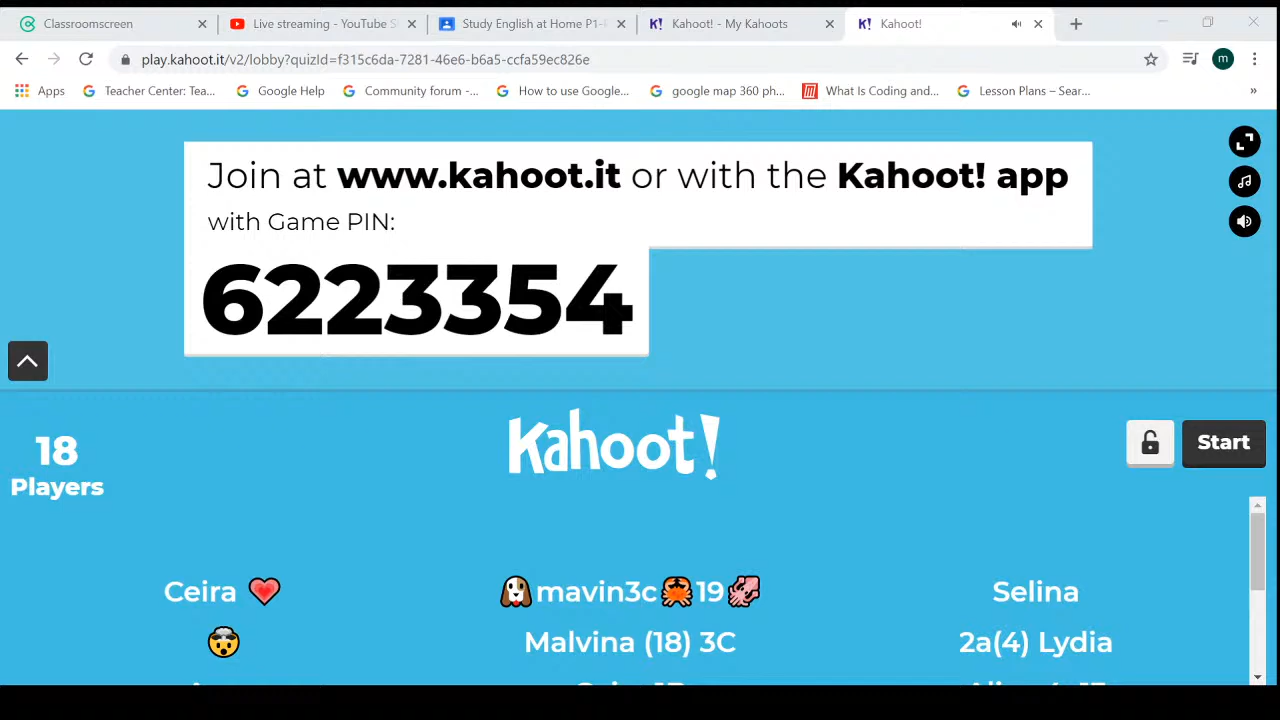 Classroomscreen
Live streaming - YouTube S
Study English at Home P1-
Kahoot! - My Kahoots
Kahoot!
play.kahoot.it/v2/lobby?quizId=f315c6da-7281-46e6-b6a5-ccfa59ec826e
m
Apps
Teacher Center: Tea...
Google Help
Community forum -...
How to use Google...
google map 360 ph...
What Is Coding and...
Lesson Plans – Sear...
Join at www.kahoot.it or with the Kahoot! app
with Game PIN:
6223354
18
Players
Kahoot!
Start
Ceira ❤️
🐶mavin3c🦀19🦑
Selina
🤯
Malvina (18) 3C
2a(4) Lydia